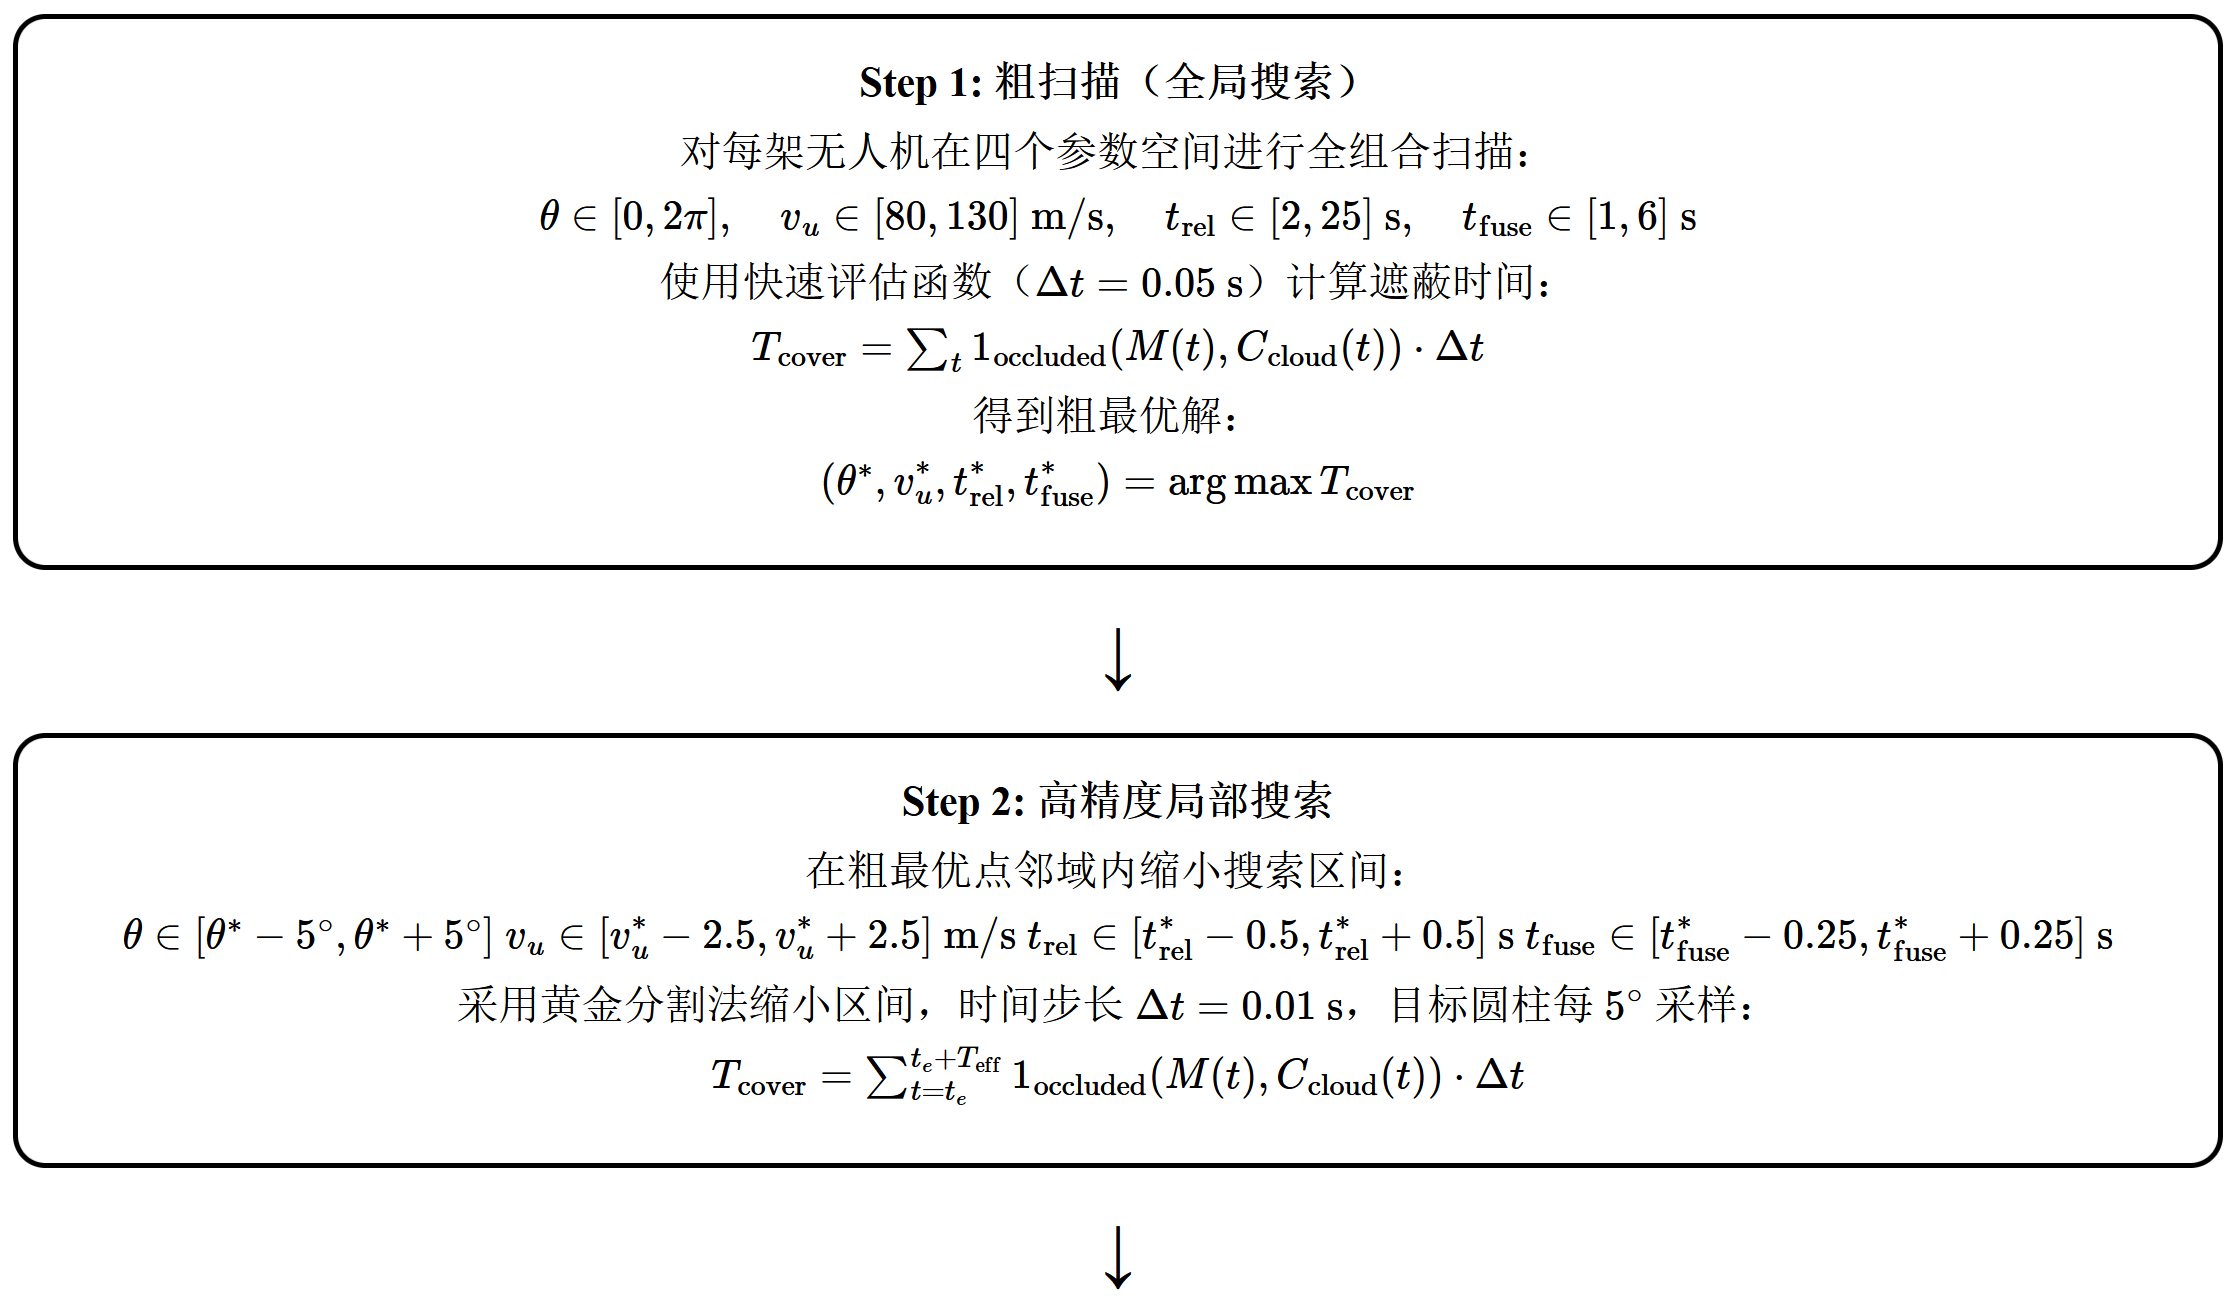 Step 1: 粗扫描（全局搜索）
对每架无人机在四个参数空间进行全组合扫描：
θ ∈ [0, 2π],  v_u ∈ [80, 130] m/s,  t_rel ∈ [2, 25] s,  t_fuse ∈ [1, 6] s
使用快速评估函数（Δt = 0.05 s）计算遮蔽时间：
T_cover = ∑_t 1_occluded(M(t), C_cloud(t)) · Δt
得到粗最优解：
(θ*, v_u*, t_rel*, t_fuse*) = arg max T_cover
↓
Step 2: 高精度局部搜索
在粗最优点邻域内缩小搜索区间：
θ ∈ [θ* − 5°, θ* + 5°] v_u ∈ [v_u* − 2.5, v_u* + 2.5] m/s t_rel ∈ [t_rel* − 0.5, t_rel* + 0.5] s t_fuse ∈ [t_fuse* − 0.25, t_fuse* + 0.25] s
采用黄金分割法缩小区间，时间步长 Δt = 0.01 s，目标圆柱每 5° 采样：
T_cover = ∑_{t=t_e}^{t_e+T_eff} 1_occluded(M(t), C_cloud(t)) · Δt
↓